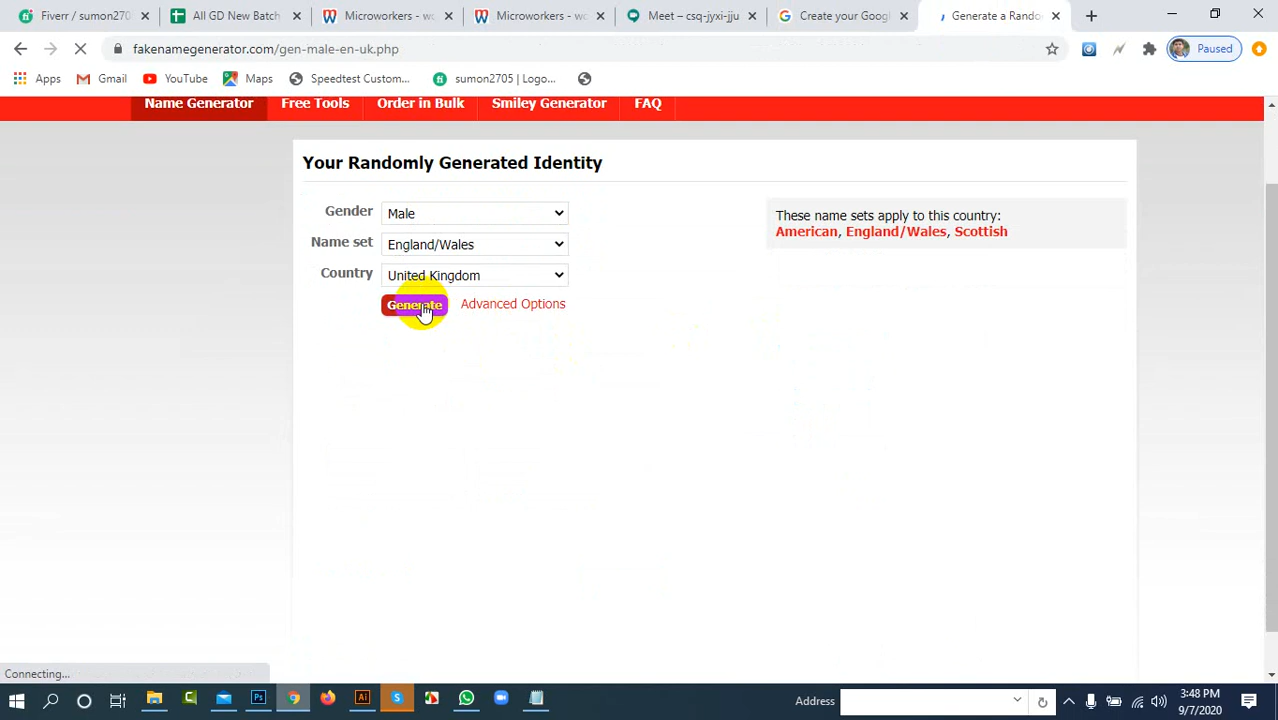 Fiverr / sumon270
All GD New Batch
Microworkers - wo
Microworkers - wo
Meet – csq-jyxi-jju
Create your Googl
Generate a Rando
fakenamegenerator.com/gen-male-en-uk.php
Paused
Apps
Gmail
YouTube
Maps
Speedtest Custom...
sumon2705 | Logo...
Name Generator
Free Tools
Order in Bulk
Smiley Generator
FAQ
Your Randomly Generated Identity
Gender
Male
Name set
England/Wales
Country
United Kingdom
Generate
Advanced Options
These name sets apply to this country:
American, England/Wales, Scottish
Connecting...
Address
3:48 PM
9/7/2020